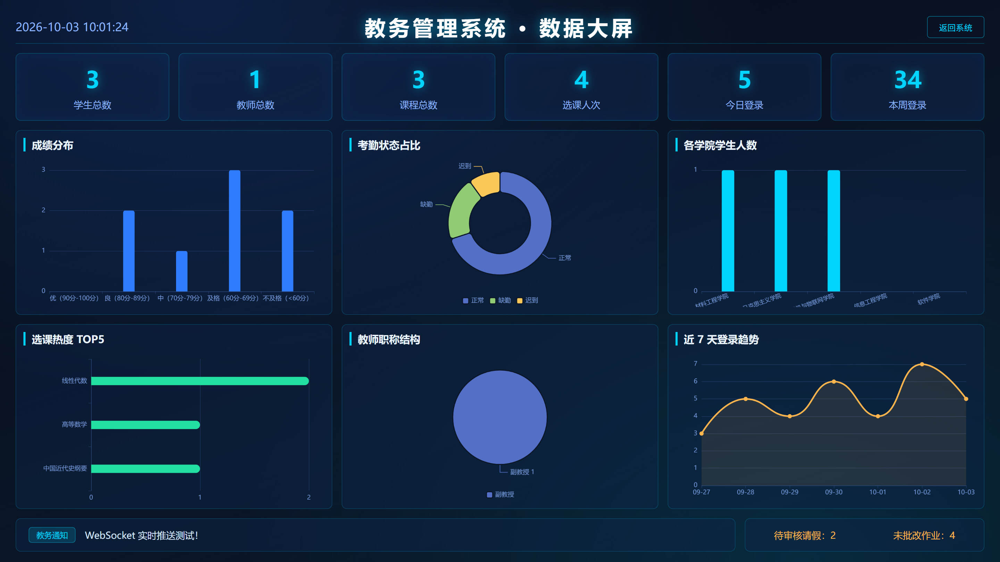 2026-10-03 10:01:24
教务管理系统 · 数据大屏
返回系统
3
学生总数
1
教师总数
3
课程总数
4
选课人次
5
今日登录
34
本周登录
成绩分布
3
2
1
0
优（90分-100分）
良（80分-89分）
中（70分-79分）
及格（60分-69分）
不及格（<60分）
考勤状态占比
迟到
缺勤
正常
正常
缺勤
迟到
各学院学生人数
1
0
材料工程学院
马克思主义学院
与物联网学院
信息工程学院
软件学院
选课热度 TOP5
线性代数
高等数学
中国近代史纲要
0
1
2
教师职称结构
副教授 1
副教授
近 7 天登录趋势
7
6
5
4
3
2
1
0
09-27
09-28
09-29
09-30
10-01
10-02
10-03
教务通知
WebSocket 实时推送测试！
待审核请假：2
未批改作业：4